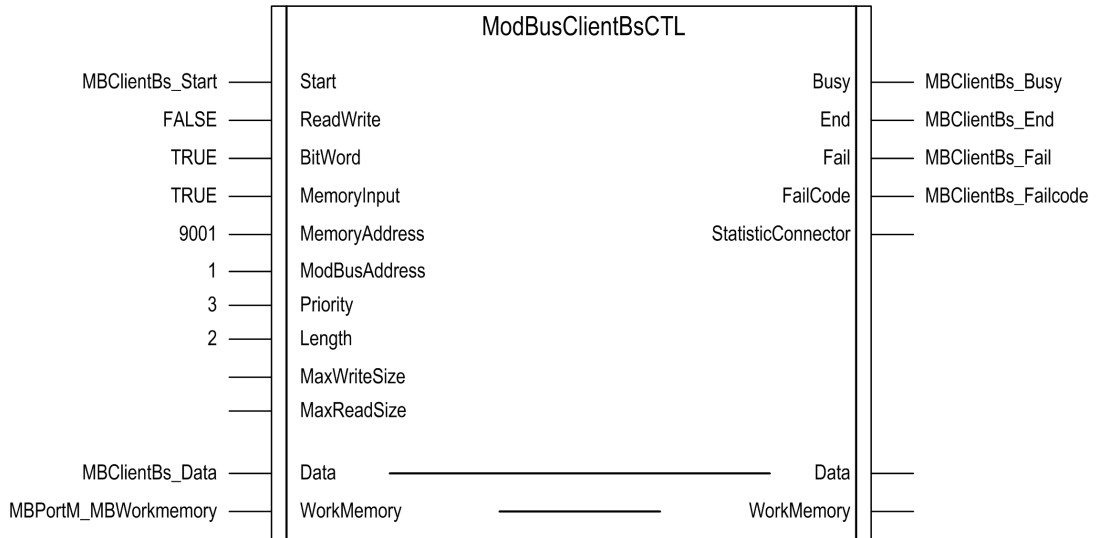 ModBusClientBsCTL
MBClientBs_Start Start Busy MBClientBs_Busy
FALSE ReadWrite End MBClientBs_End
TRUE BitWord Fail MBClientBs_Fail
TRUE MemoryInput FailCode MBClientBs_Failcode
9001 MemoryAddress StatisticConnector
1 ModBusAddress
3 Priority
2 Length
MaxWriteSize
MaxReadSize
MBClientBs_Data Data Data
MBPortM_MBWorkmemory WorkMemory WorkMemory